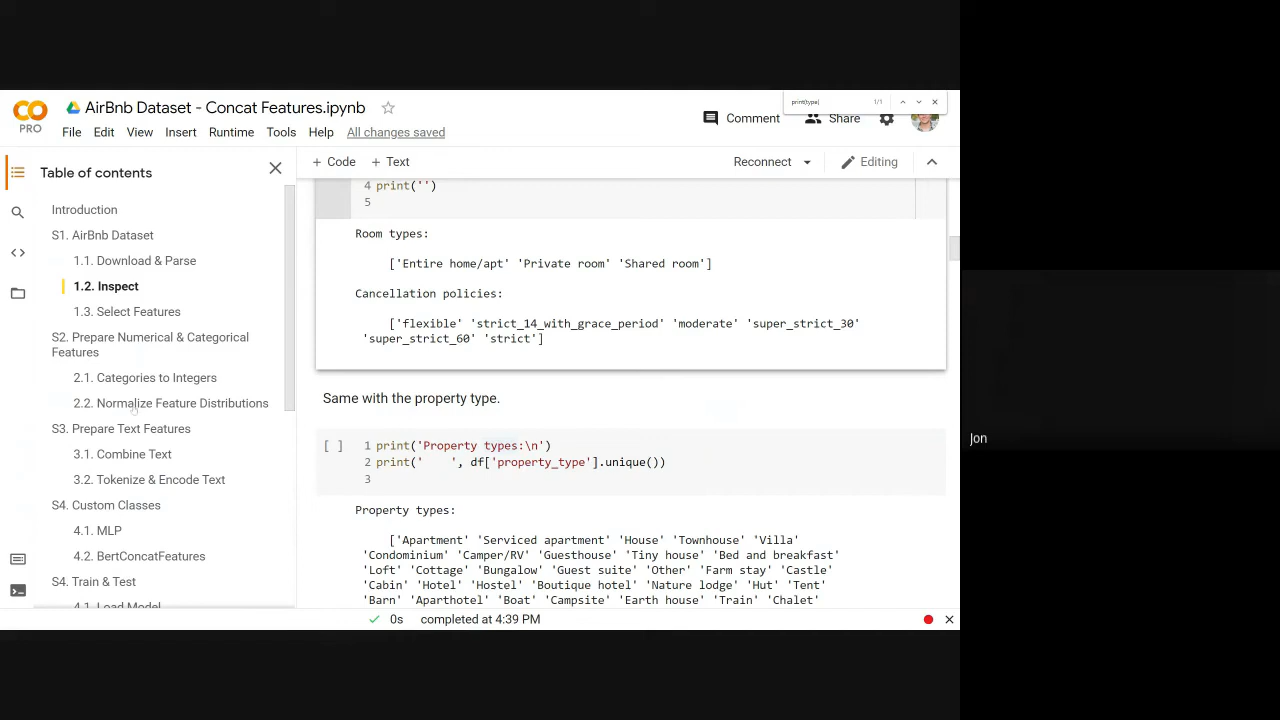 AirBnb Dataset - Concat Features.ipynb
PRO
File Edit View Insert Runtime Tools Help All changes saved
print(type) 1/1
Comment
Share
+ Code + Text
Reconnect
Editing
Table of contents
Introduction
S1. AirBnb Dataset
1.1. Download & Parse
1.2. Inspect
1.3. Select Features
S2. Prepare Numerical & Categorical
Features
2.1. Categories to Integers
2.2. Normalize Feature Distributions
S3. Prepare Text Features
3.1. Combine Text
3.2. Tokenize & Encode Text
S4. Custom Classes
4.1. MLP
4.2. BertConcatFeatures
S4. Train & Test
4.1. Load Model
4 print('')
5
Room types:
['Entire home/apt' 'Private room' 'Shared room']
Cancellation policies:
['flexible' 'strict_14_with_grace_period' 'moderate' 'super_strict_30'
'super_strict_60' 'strict']
Same with the property type.
[ ] 1 print('Property types:\n')
2 print('    ', df['property_type'].unique())
3
Property types:
['Apartment' 'Serviced apartment' 'House' 'Townhouse' 'Villa'
'Condominium' 'Camper/RV' 'Guesthouse' 'Tiny house' 'Bed and breakfast'
'Loft' 'Cottage' 'Bungalow' 'Guest suite' 'Other' 'Farm stay' 'Castle'
'Cabin' 'Hotel' 'Hostel' 'Boutique hotel' 'Nature lodge' 'Hut' 'Tent'
'Barn' 'Aparthotel' 'Boat' 'Campsite' 'Earth house' 'Train' 'Chalet'
0s completed at 4:39 PM
Jon